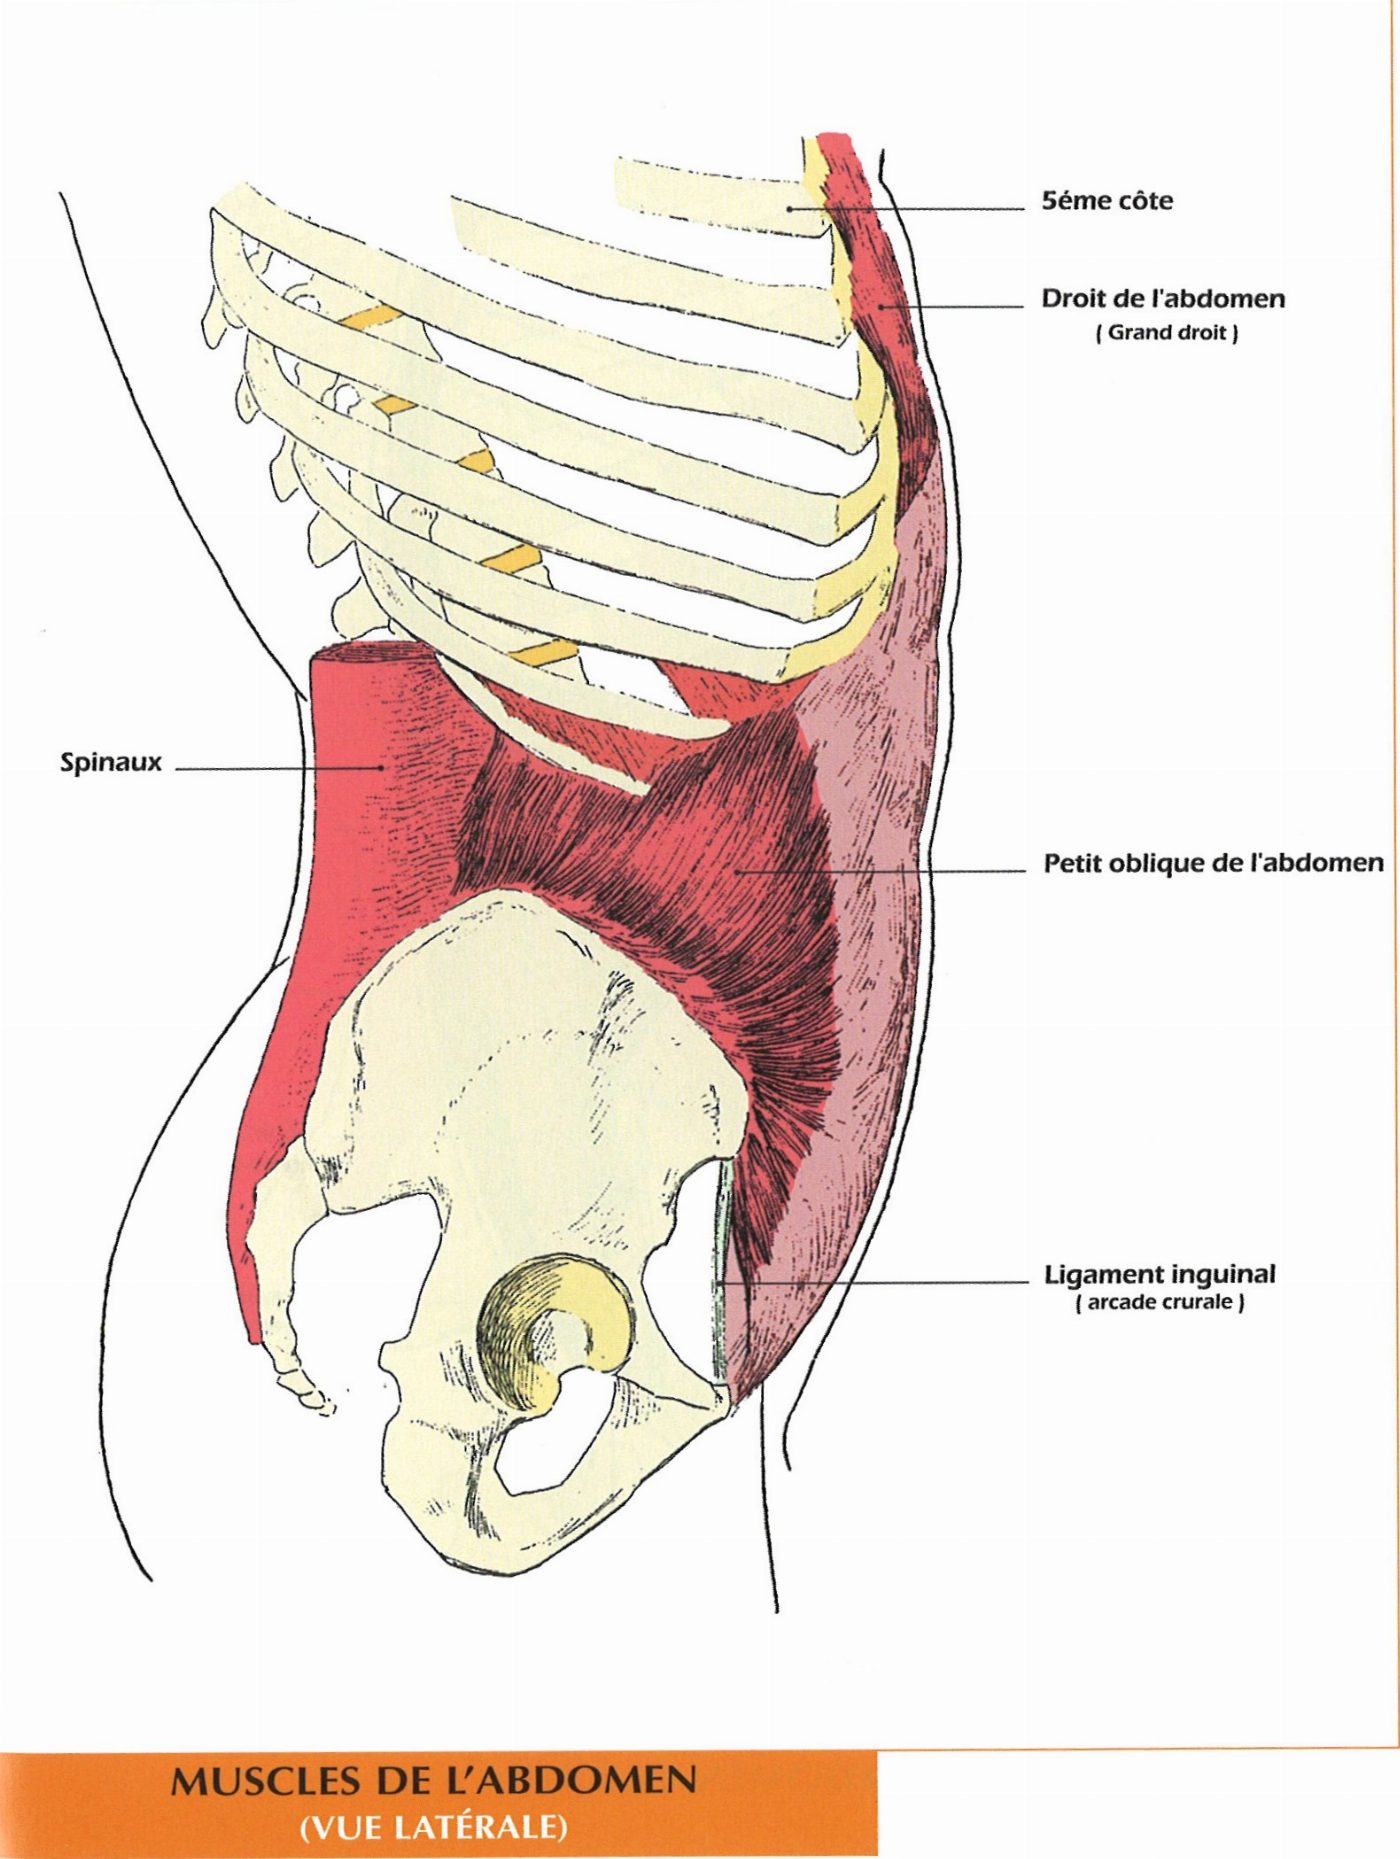 5éme côte
Droit de l'abdomen
( Grand droit )
Spinaux
Petit oblique de l'abdomen
Ligament inguinal
( arcade crurale )
MUSCLES DE L'ABDOMEN
(VUE LATÉRALE)